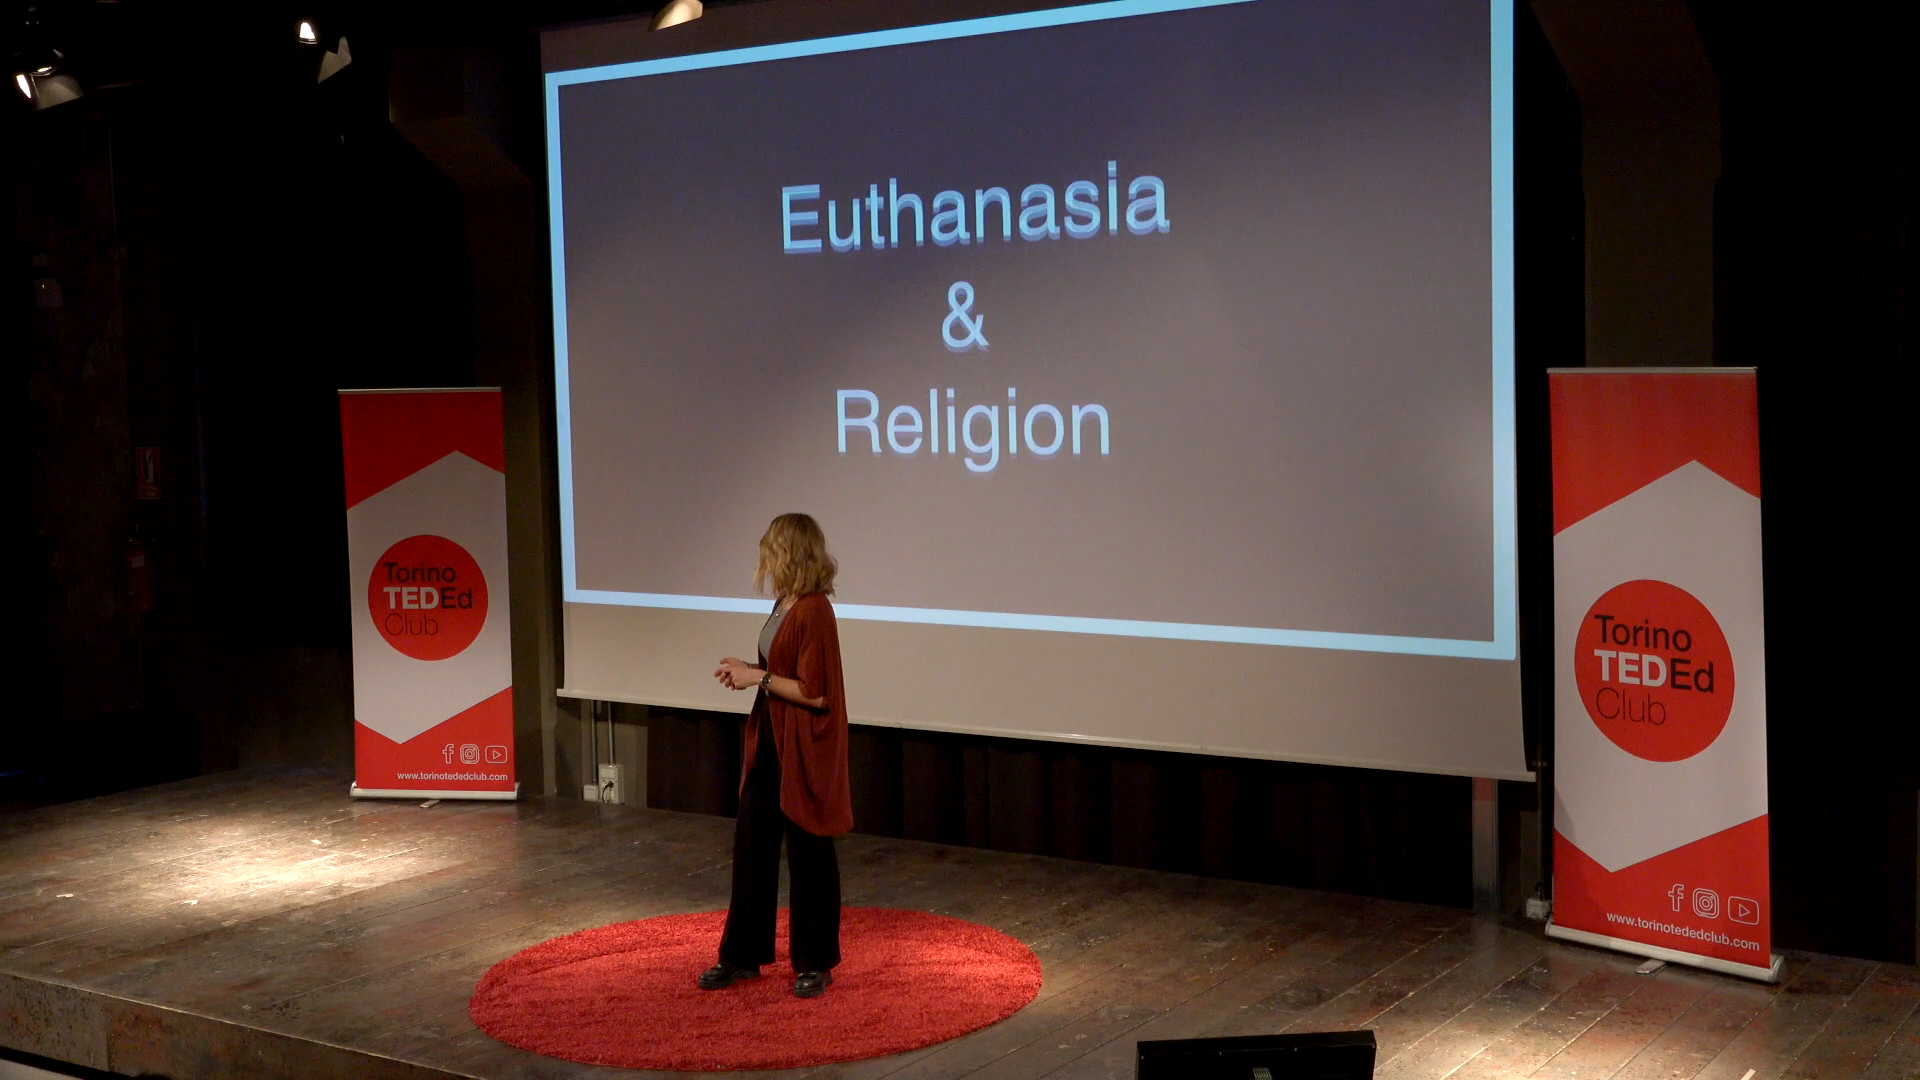 Euthanasia
&
Religion
Torino
TEDEd
Club
www.torinotededclub.com
Torino
TEDEd
Club
www.torinotededclub.com